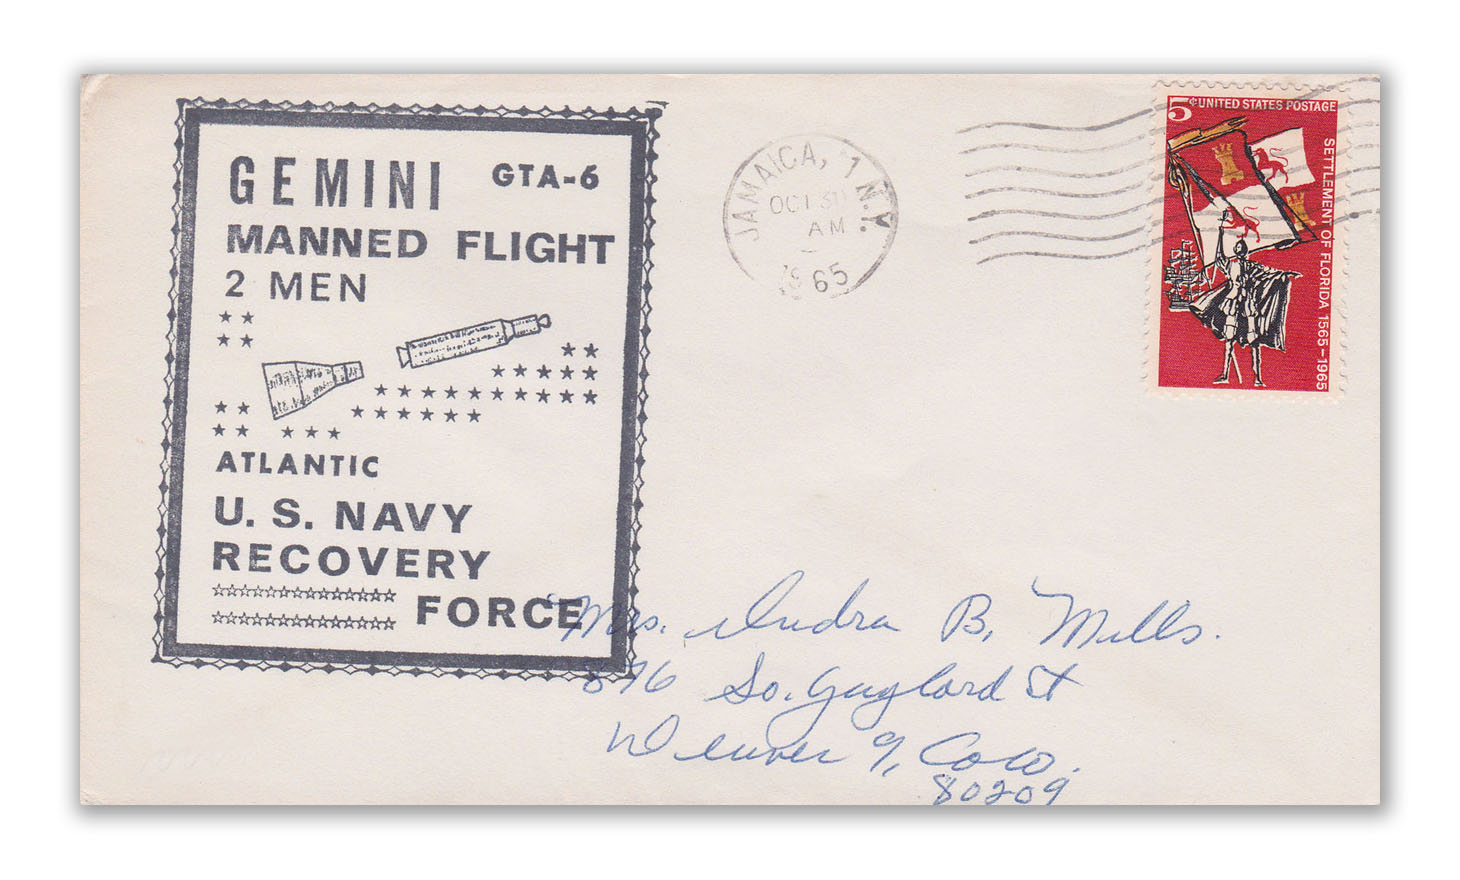 GEMINI GTA-6
MANNED FLIGHT
2 MEN
ATLANTIC
U. S. NAVY
RECOVERY
FORCE
JAMAICA, 1 N.Y.
OCT 30
AM
1965
5¢ UNITED STATES POSTAGE
SETTLEMENT OF FLORIDA 1565-1965
Mrs. Indra B. Mills.
876 So. Gaylord St
Denver 9, Colo.
80209